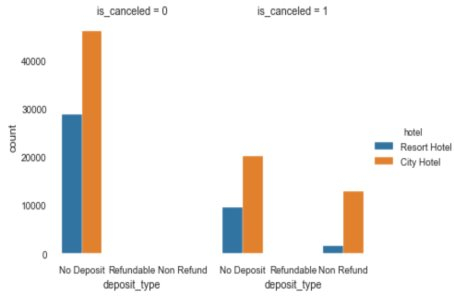 is_canceled = 0
is_canceled = 1
count
40000
30000
20000
10000
0
No Deposit Refundable Non Refund
No Deposit Refundable Non Refund
deposit_type
deposit_type
hotel
Resort Hotel
City Hotel